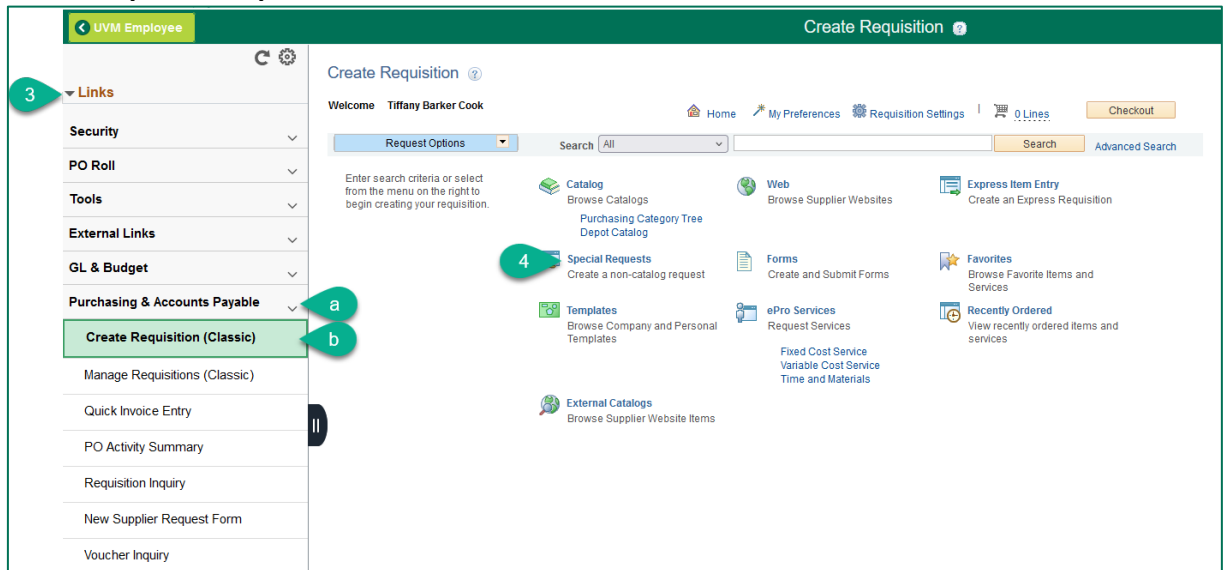 UVM Employee
Create Requisition
3
Links
Security
PO Roll
Tools
External Links
GL & Budget
Purchasing & Accounts Payable
a
Create Requisition (Classic)
b
Manage Requisitions (Classic)
Quick Invoice Entry
PO Activity Summary
Requisition Inquiry
New Supplier Request Form
Voucher Inquiry
Create Requisition
Welcome Tiffany Barker Cook
Home My Preferences Requisition Settings 0 Lines Checkout
Request Options Search All Search Advanced Search
Enter search criteria or select
from the menu on the right to
begin creating your requisition.
Catalog
Browse Catalogs
Purchasing Category Tree
Depot Catalog
Web
Browse Supplier Websites
Express Item Entry
Create an Express Requisition
4
Special Requests
Create a non-catalog request
Forms
Create and Submit Forms
Favorites
Browse Favorite Items and
Services
Templates
Browse Company and Personal
Templates
ePro Services
Request Services
Fixed Cost Service
Variable Cost Service
Time and Materials
Recently Ordered
View recently ordered items and
services
External Catalogs
Browse Supplier Website Items